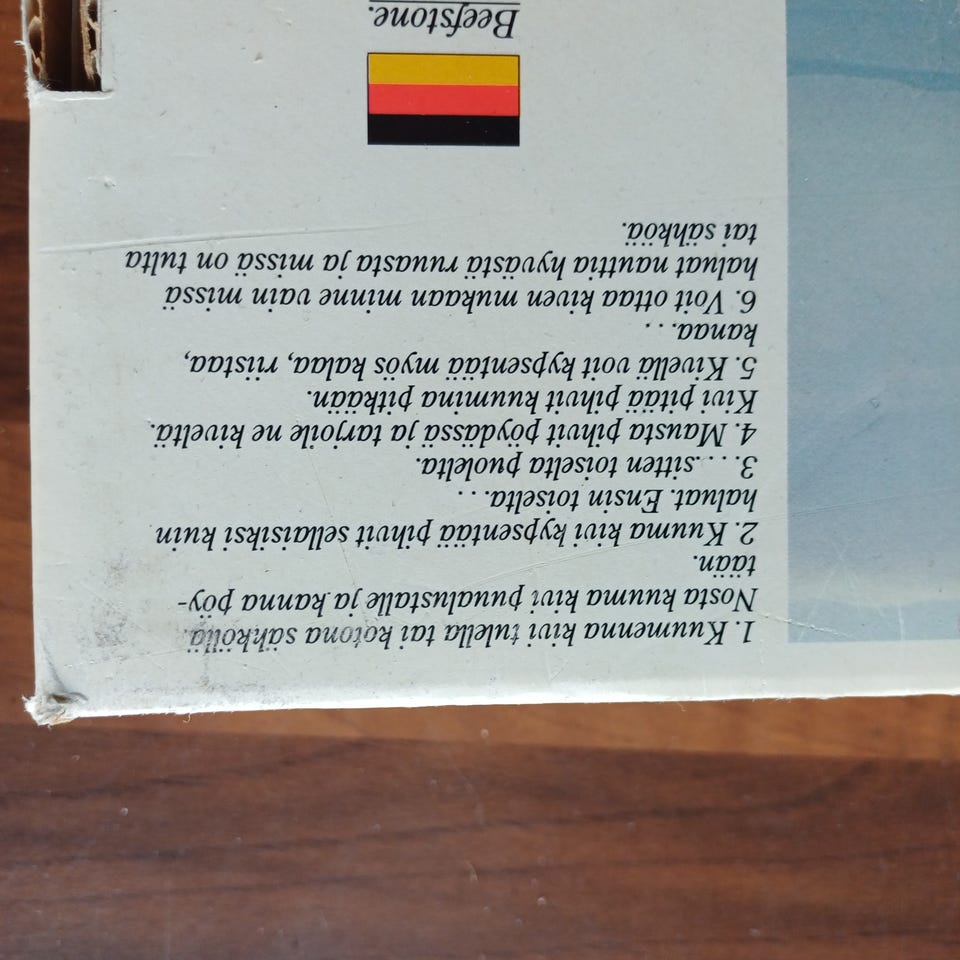 1. Kuumenna kivi tulella tai kotona sähköllä.
Nosta kuuma kivi puualustalle ja kanna pöy-
tään.
2. Kuuma kivi kypsentää pihvit sellaisiksi kuin
haluat. Ensin toiselta. . .
3. . . .sitten toiselta puolelta.
4. Mausta pihvit pöydässä ja tarjoile ne kiveltä.
Kivi pitää pihvit kuumina pitkään.
5. Kivellä voit kypsentää myös kalaa, riistaa,
kanaa. . .
6. Voit ottaa kiven mukaan minne vain missä
haluat nauttia hyvästä ruuasta ja missä on tulta
tai sähköä.
Beefstone.